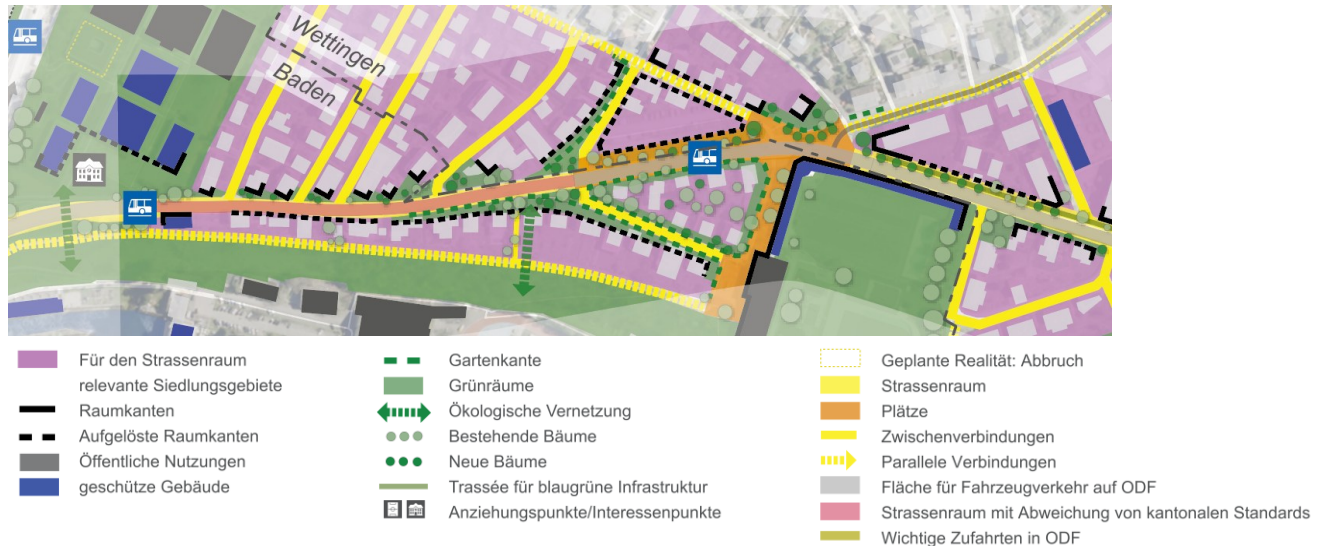 Wettingen
Baden
Für den Strassenraum
relevante Siedlungsgebiete
Raumkanten
Aufgelöste Raumkanten
Öffentliche Nutzungen
geschütze Gebäude
Gartenkante
Grünräume
Ökologische Vernetzung
Bestehende Bäume
Neue Bäume
Trassée für blaugrüne Infrastruktur
Anziehungspunkte/Interessenpunkte
Geplante Realität: Abbruch
Strassenraum
Plätze
Zwischenverbindungen
Parallele Verbindungen
Fläche für Fahrzeugverkehr auf ODF
Strassenraum mit Abweichung von kantonalen Standards
Wichtige Zufahrten in ODF